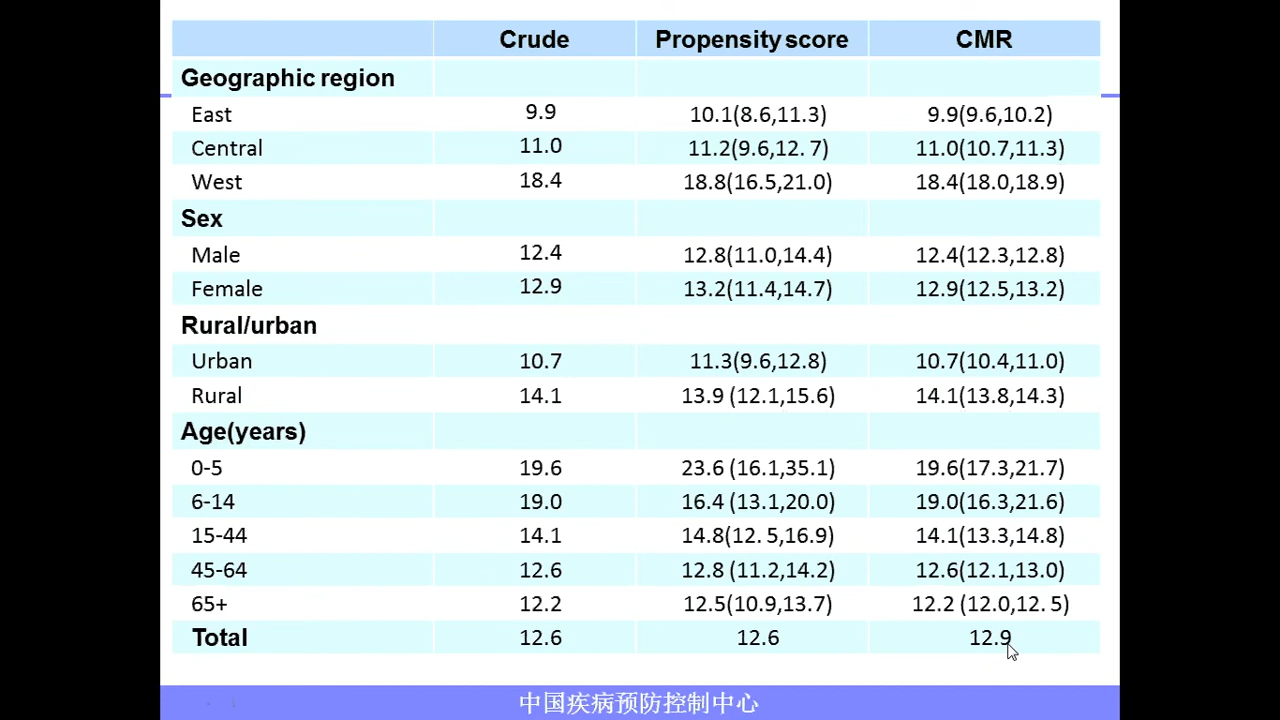 Crude Propensity score CMR
Geographic region
East 9.9 10.1(8.6,11.3) 9.9(9.6,10.2)
Central 11.0 11.2(9.6,12. 7) 11.0(10.7,11.3)
West 18.4 18.8(16.5,21.0) 18.4(18.0,18.9)
Sex
Male 12.4 12.8(11.0,14.4) 12.4(12.3,12.8)
Female 12.9 13.2(11.4,14.7) 12.9(12.5,13.2)
Rural/urban
Urban 10.7 11.3(9.6,12.8) 10.7(10.4,11.0)
Rural 14.1 13.9 (12.1,15.6) 14.1(13.8,14.3)
Age(years)
0-5 19.6 23.6 (16.1,35.1) 19.6(17.3,21.7)
6-14 19.0 16.4 (13.1,20.0) 19.0(16.3,21.6)
15-44 14.1 14.8(12. 5,16.9) 14.1(13.3,14.8)
45-64 12.6 12.8 (11.2,14.2) 12.6(12.1,13.0)
65+ 12.2 12.5(10.9,13.7) 12.2 (12.0,12. 5)
Total 12.6 12.6 12.9
中国疾病预防控制中心